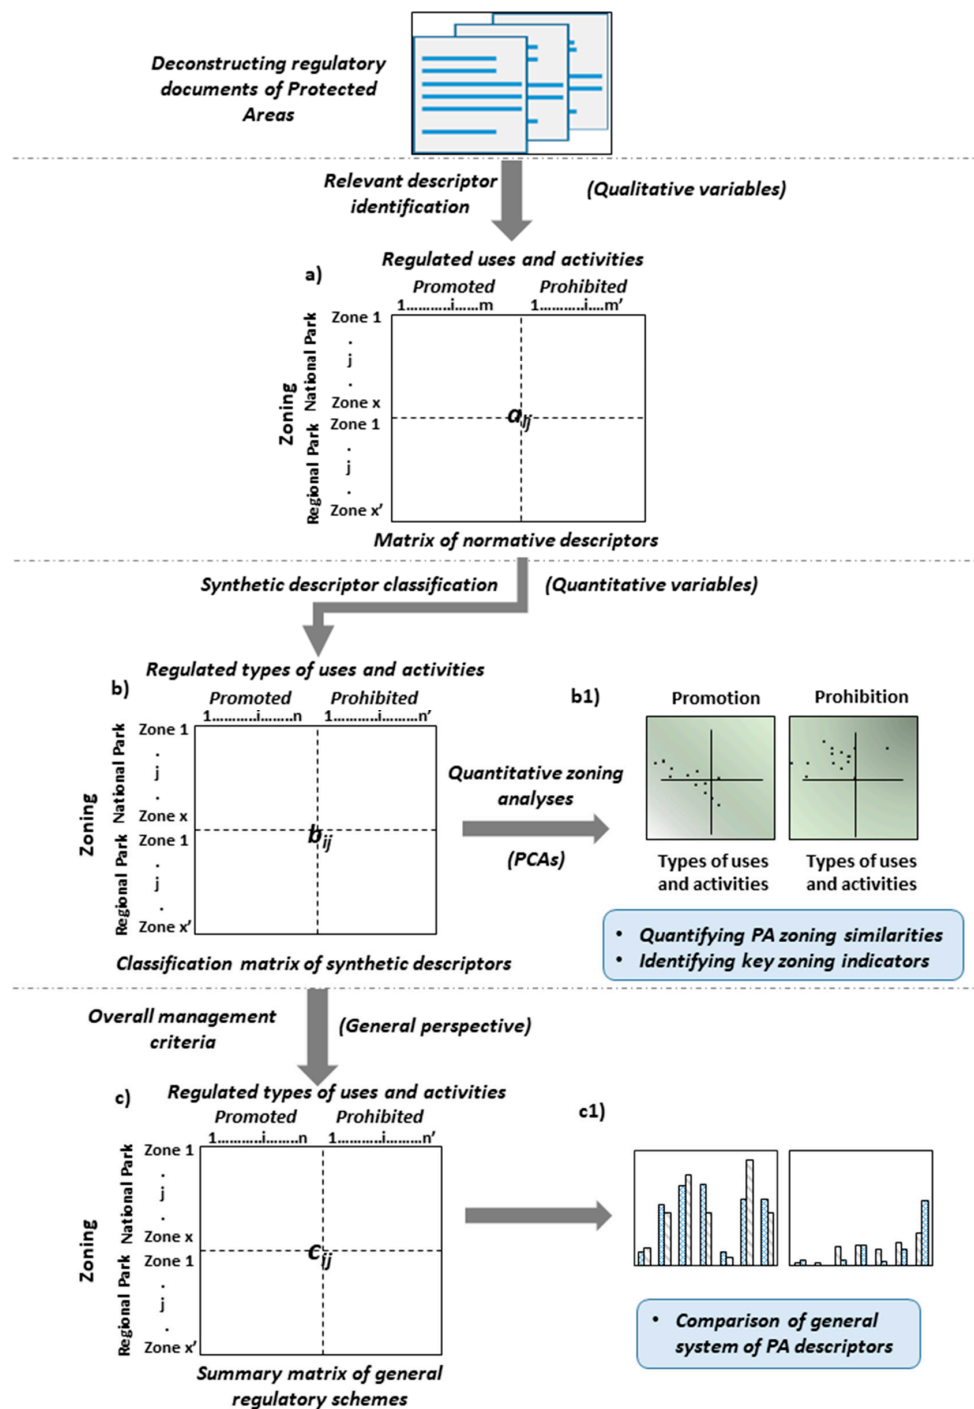 Deconstructing regulatory
documents of Protected
Areas
Relevant descriptor
identification
(Qualitative variables)
a)
Regulated uses and activities
Promoted
Prohibited
1...........i......m
1...........i....m’
Zoning
National Park
Zone 1
.
j
.
Zone x
Regional Park
Zone 1
.
j
.
Zone x’
aij
Matrix of normative descriptors
Synthetic descriptor classification
(Quantitative variables)
b)
Regulated types of uses and activities
Promoted
Prohibited
1...........i........n
1...........i.........n’
Zoning
National Park
Zone 1
.
j
.
Zone x
Regional Park
Zone 1
.
j
.
Zone x’
bij
Classification matrix of synthetic descriptors
Quantitative zoning
analyses
(PCAs)
b1)
Promotion
Prohibition
Types of uses
and activities
Types of uses
and activities
• Quantifying PA zoning similarities
• Identifying key zoning indicators
Overall management
criteria
(General perspective)
c)
Regulated types of uses and activities
Promoted
Prohibited
1...........i.........n
1...........i.........n’
Zoning
National Park
Zone 1
.
j
.
Zone x
Regional Park
Zone 1
.
j
.
Zone x’
cij
Summary matrix of general
regulatory schemes
c1)
• Comparison of general
system of PA descriptors